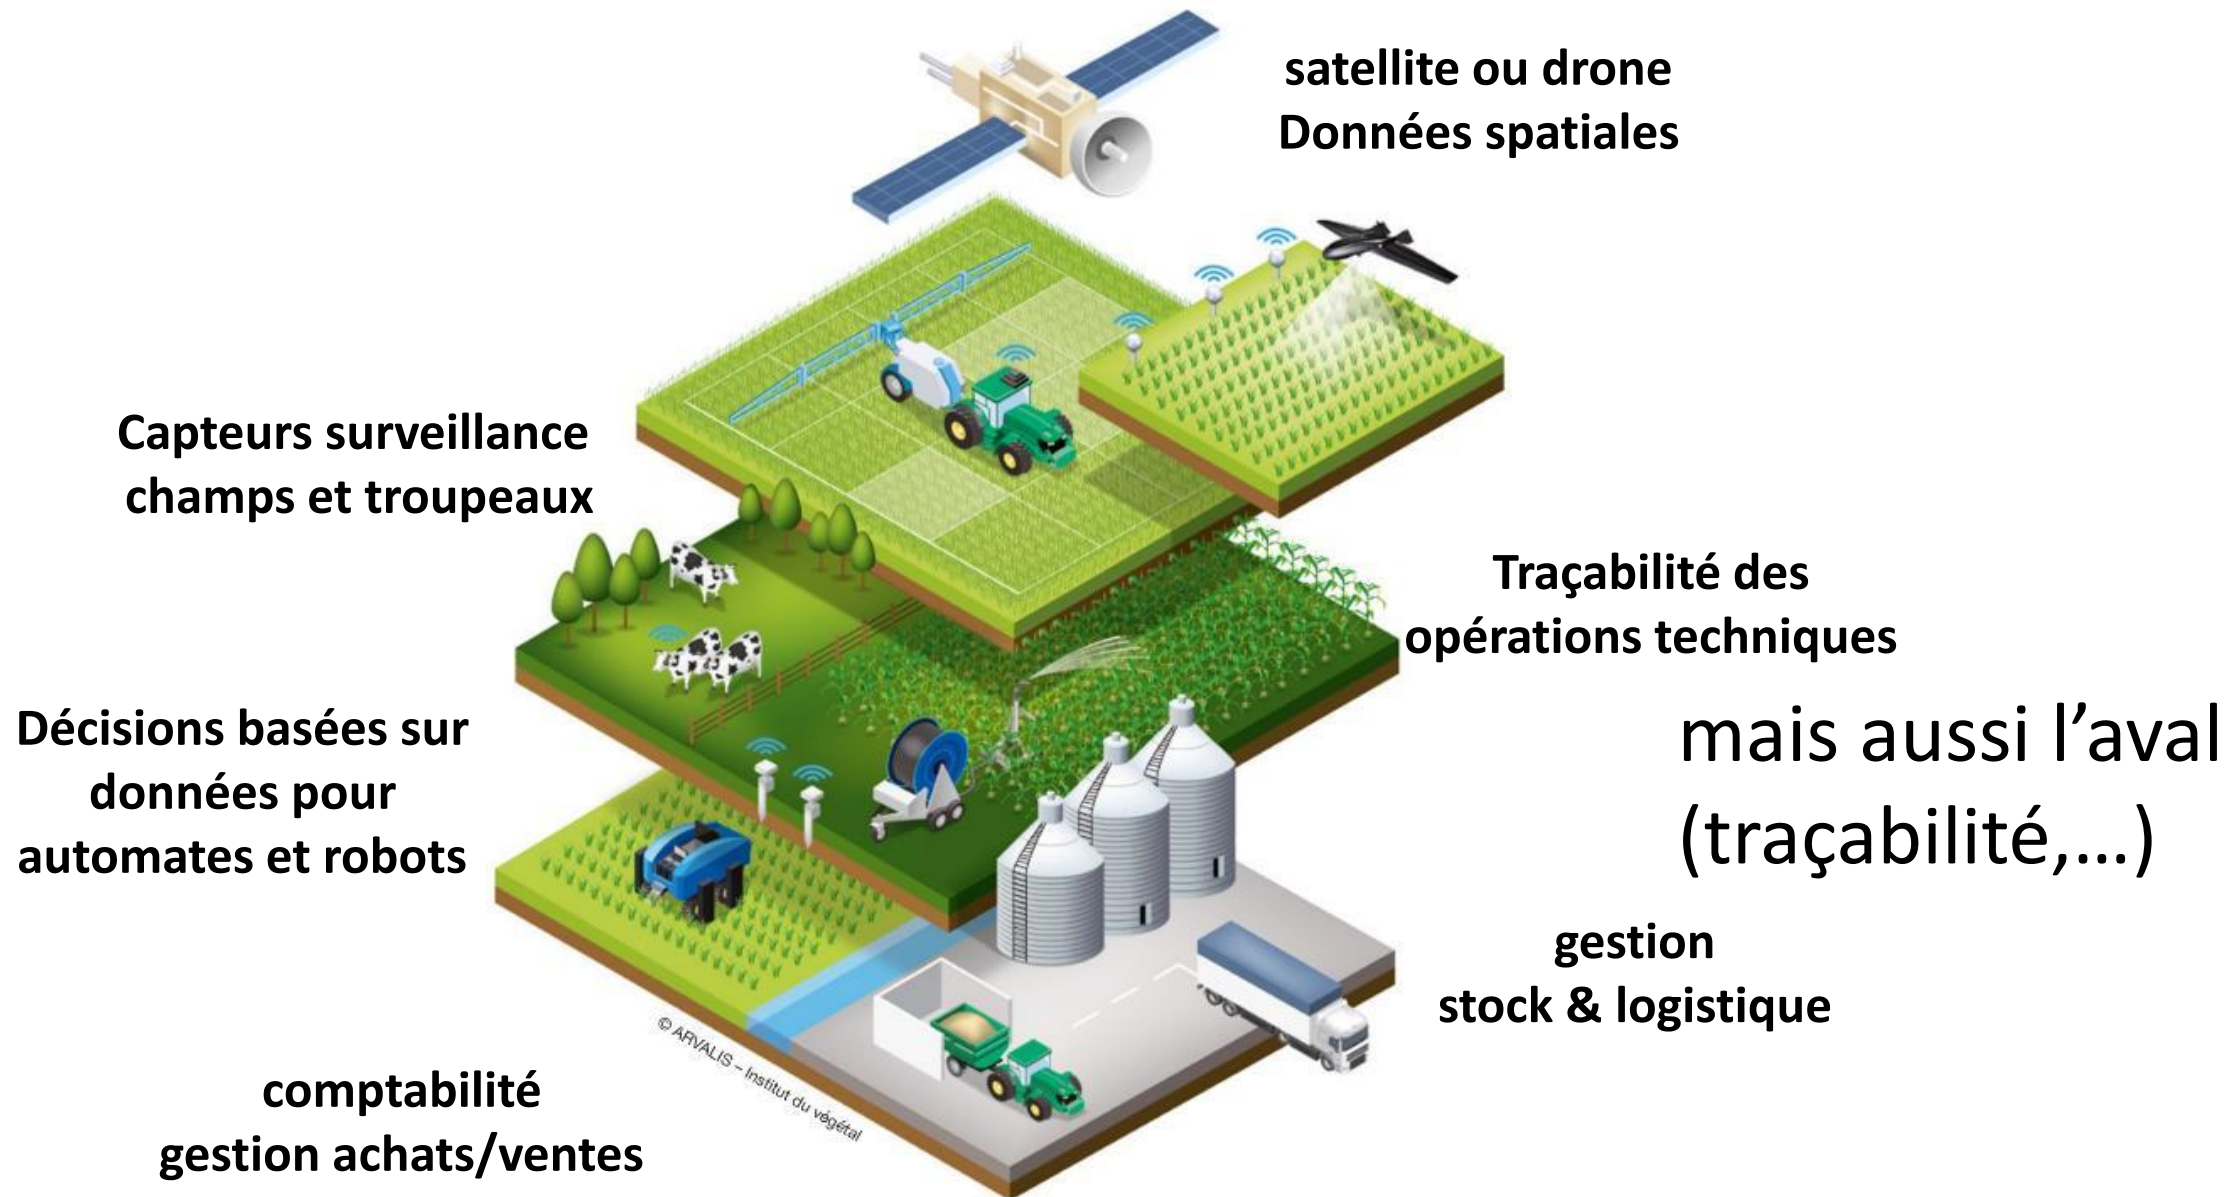 satellite ou drone
Données spatiales
Capteurs surveillance
champs et troupeaux
Traçabilité des
opérations techniques
mais aussi l’aval
(traçabilité,…)
Décisions basées sur
données pour
automates et robots
gestion
stock & logistique
© ARVALIS – Institut du végétal
comptabilité
gestion achats/ventes